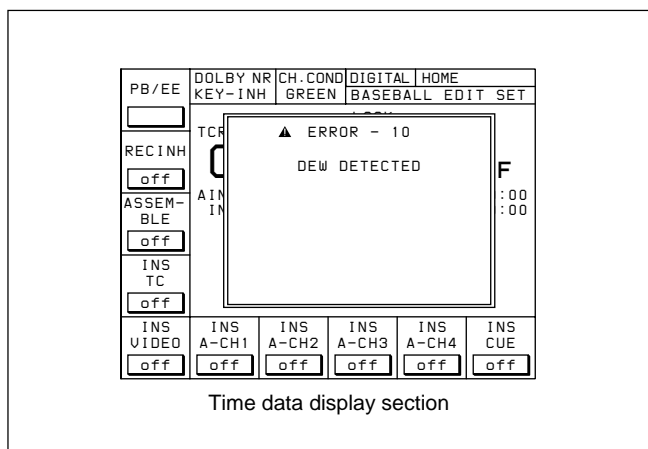 PB/EE
DOLBY NR CH.COND DIGITAL HOME
KEY-INH GREEN BASEBALL EDIT SET
TCR
⚠ ERROR – 10
RECINH
off
DEW DETECTED
F
AIN
:00
IN
:00
ASSEM-
BLE
off
INS
TC
off
INS
VIDEO
off
INS
A-CH1
off
INS
A-CH2
off
INS
A-CH3
off
INS
A-CH4
off
INS
CUE
off
Time data display section